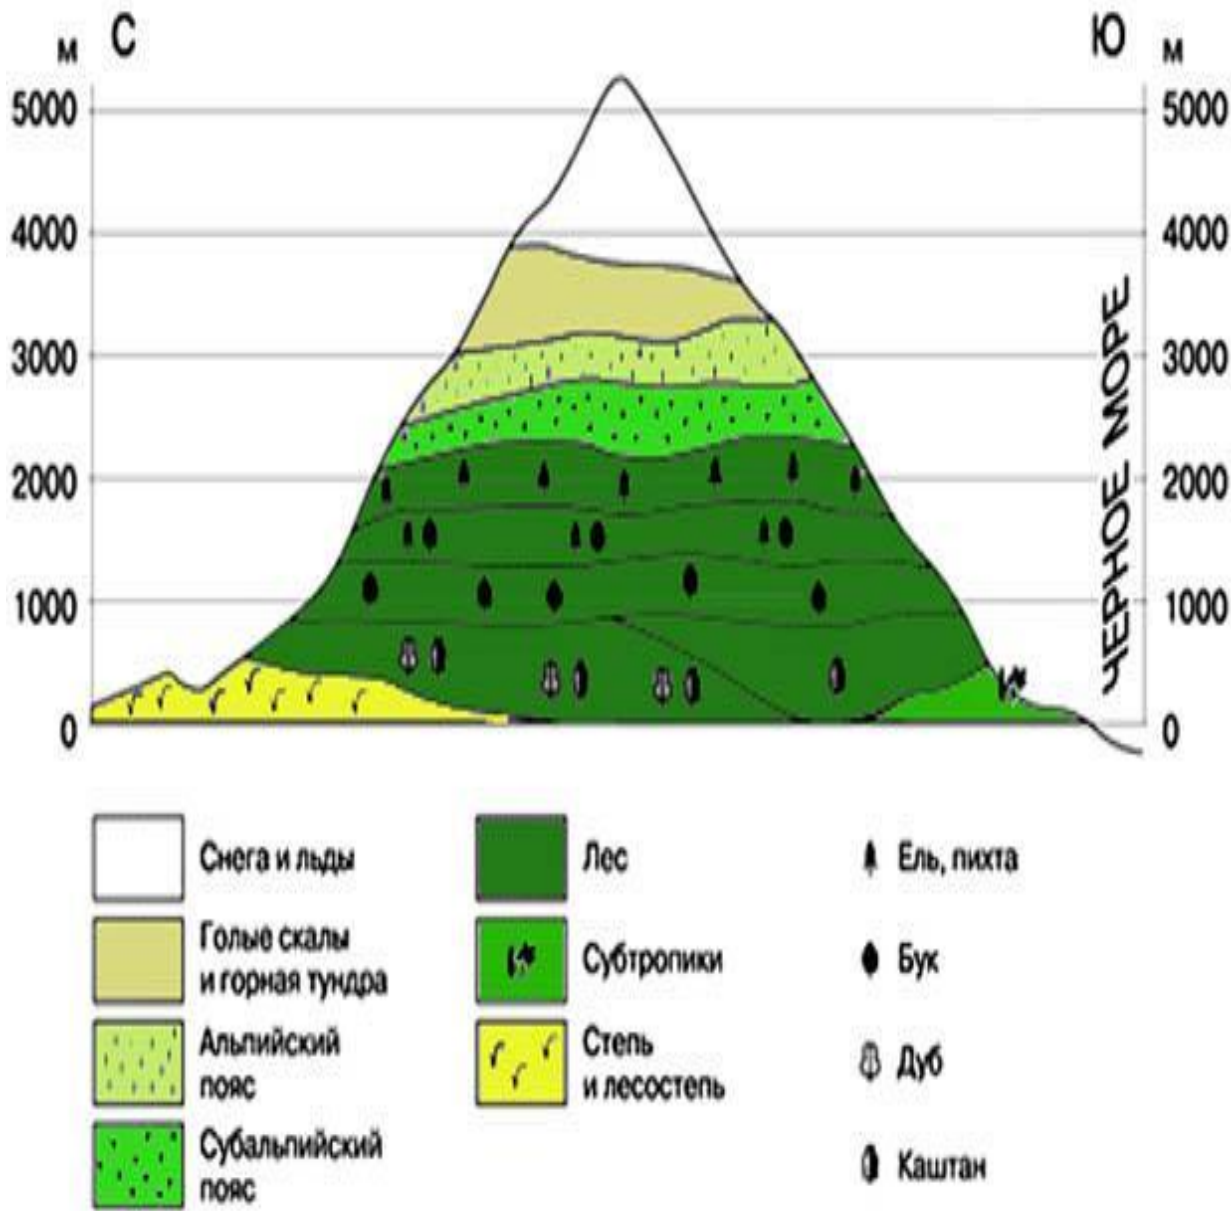 м С Ю м
5000 5000
4000 4000
3000 3000
2000 2000
1000 1000
0 0
ЧЕРНОЕ МОРЕ
Снега и льды
Голые скалы
и горная тундра
Альпийский
пояс
Субальпийский
пояс
Лес
Субтропики
Степь
и лесостепь
Ель, пихта
Бук
Дуб
Каштан